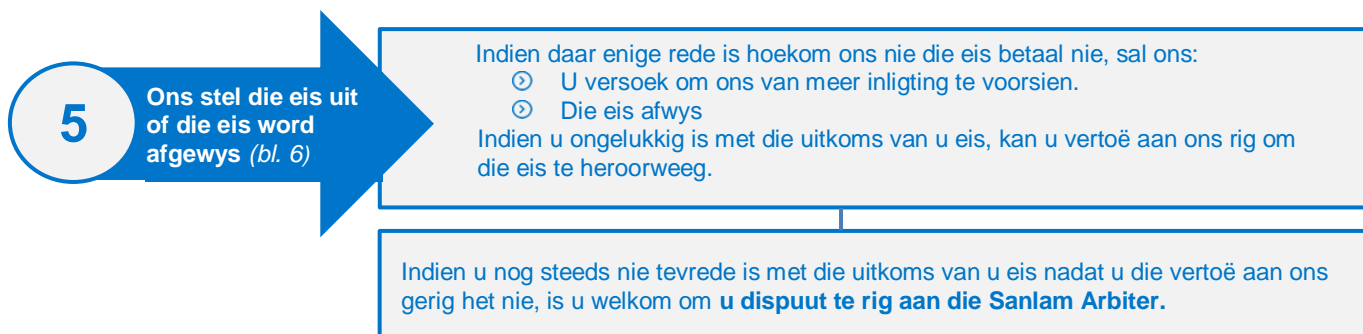 5
Ons stel die eis uit
of die eis word
afgewys (bl. 6)
Indien daar enige rede is hoekom ons nie die eis betaal nie, sal ons:
U versoek om ons van meer inligting te voorsien.
Die eis afwys
Indien u ongelukkig is met die uitkoms van u eis, kan u vertoë aan ons rig om
die eis te heroorweeg.
Indien u nog steeds nie tevrede is met die uitkoms van u eis nadat u die vertoë aan ons
gerig het nie, is u welkom om u dispuut te rig aan die Sanlam Arbiter.